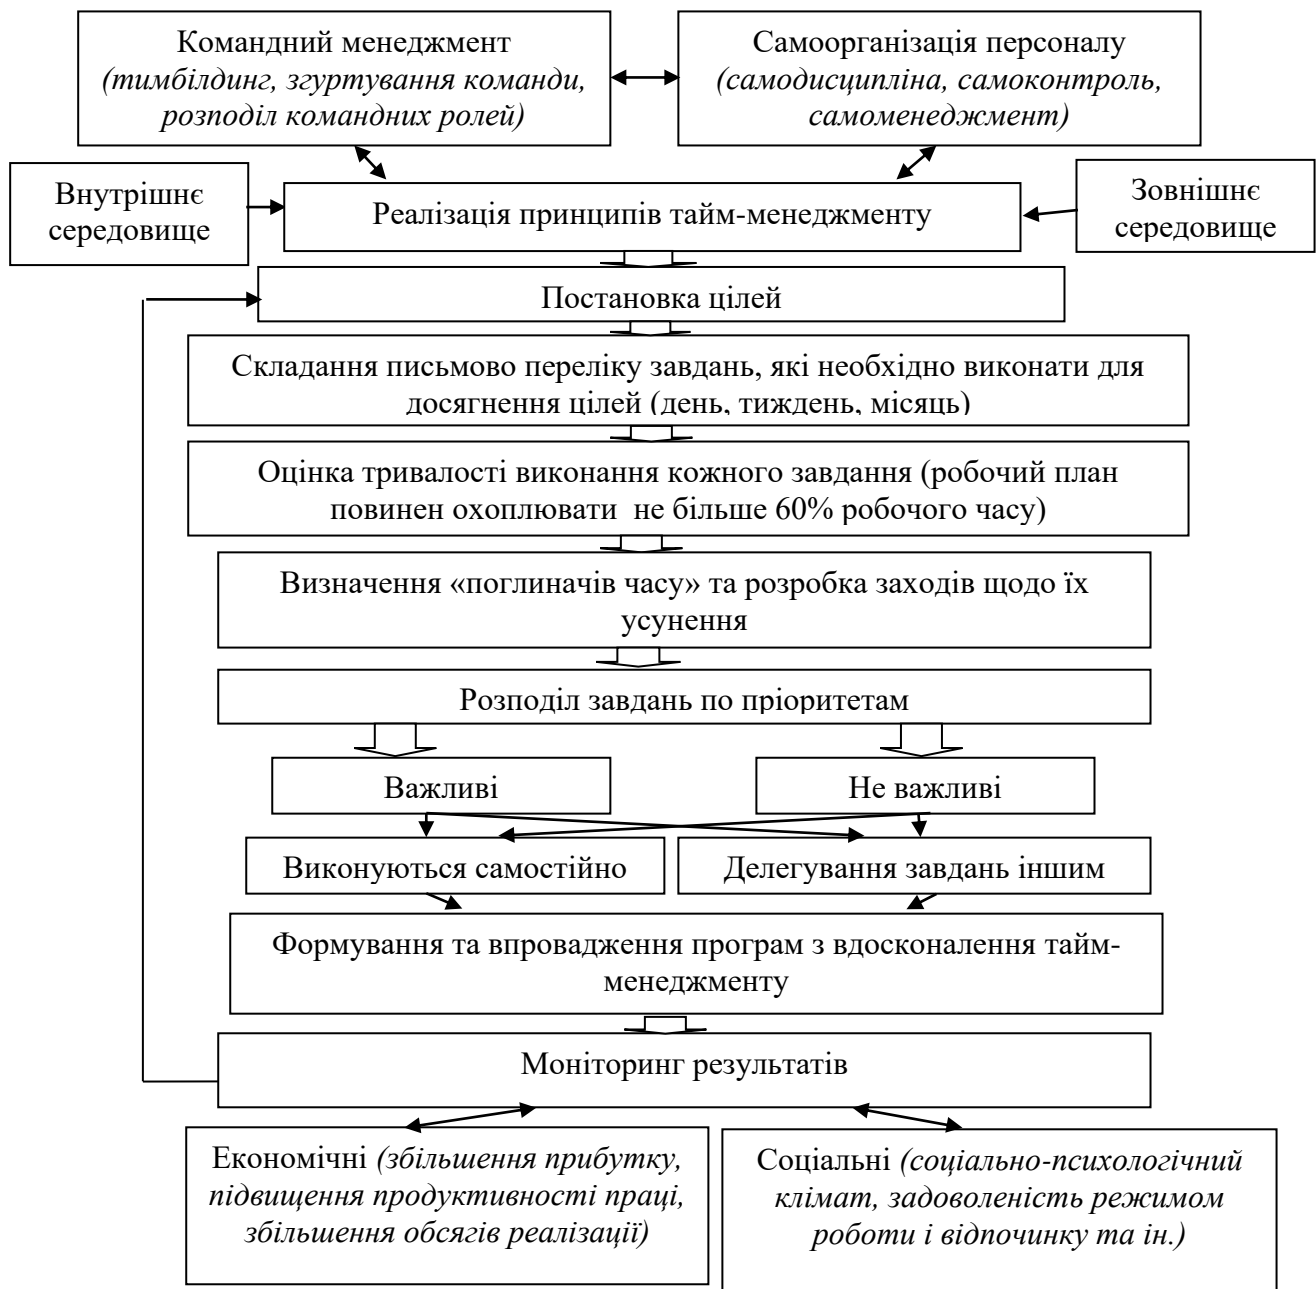 Командний менеджмент
(тимбілдинг, згуртування команди,
розподіл командних ролей)
Самоорганізація персоналу
(самодисципліна, самоконтроль,
самоменеджмент)
Внутрішнє
середовище
Реалізація принципів тайм-менеджменту
Зовнішнє
середовище
Постановка цілей
Складання письмово переліку завдань, які необхідно виконати для
досягнення цілей (день, тиждень, місяць)
Оцінка тривалості виконання кожного завдання (робочий план
повинен охоплювати не більше 60% робочого часу)
Визначення «поглиначів часу» та розробка заходів щодо їх
усунення
Розподіл завдань по пріоритетам
Важливі
Не важливі
Виконуються самостійно
Делегування завдань іншим
Формування та впровадження програм з вдосконалення тайм-
менеджменту
Моніторинг результатів
Економічні (збільшення прибутку,
підвищення продуктивності праці,
збільшення обсягів реалізації)
Соціальні (соціально-психологічний
клімат, задоволеність режимом
роботи і відпочинку та ін.)